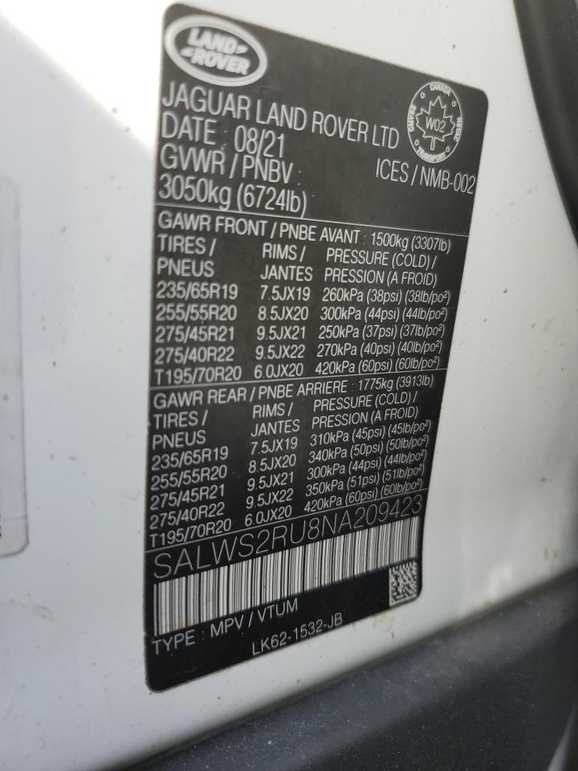 LAND-
-ROVER
JAGUAR LAND ROVER LTD
DATE : 08/21
GVWR / PNBV
3050kg (6724lb)
CANADA
W02
TRANSPORT
ICES / NMB-002
GAWR FRONT / PNBE AVANT : 1500kg (3307lb)
TIRES / RIMS / PRESSURE (COLD) /
PNEUS JANTES PRESSION (A FROID)
235/65R19 7.5JX19 260kPa (38psi) (38lb/po²)
255/55R20 8.5JX20 300kPa (44psi) (44lb/po²)
275/45R21 9.5JX21 250kPa (37psi) (37lb/po²)
275/40R22 9.5JX22 270kPa (40psi) (40lb/po²)
T195/70R20 6.0JX20 420kPa (60psi) (60lb/po²)
GAWR REAR / PNBE ARRIERE : 1775kg (3913lb)
TIRES / RIMS / PRESSURE (COLD) /
PNEUS JANTES PRESSION (A FROID)
235/65R19 7.5JX19 310kPa (45psi) (45lb/po²)
255/55R20 8.5JX20 340kPa (50psi) (50lb/po²)
275/45R21 9.5JX21 300kPa (44psi) (44lb/po²)
275/40R22 9.5JX22 350kPa (51psi) (51lb/po²)
T195/70R20 6.0JX20 420kPa (60psi) (60lb/po²)
SALWS2RU8NA209423
TYPE : MPV / VTUM
LK62-1532-JB